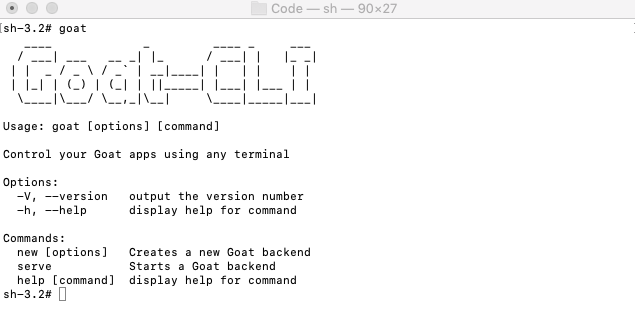 Code — sh — 90×27
sh-3.2# goat
Goat-CLI
Usage: goat [options] [command]
Control your Goat apps using any terminal
Options:
-V, --version output the version number
-h, --help display help for command
Commands:
new [options] Creates a new Goat backend
serve Starts a Goat backend
help [command] display help for command
sh-3.2#